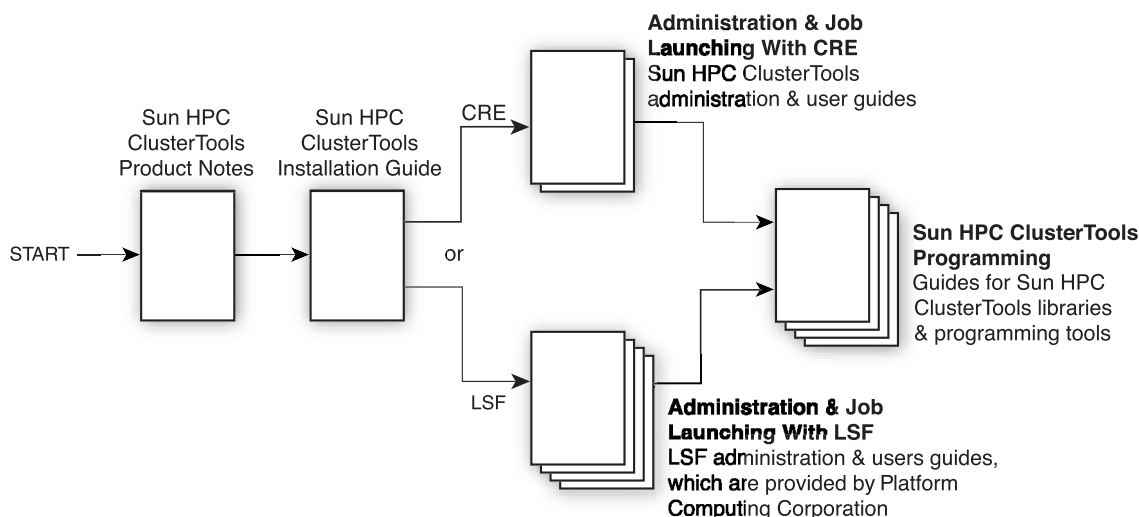 START
Sun HPC
ClusterTools
Product Notes
Sun HPC
ClusterTools
Installation Guide
or
CRE
Administration & Job
Launching With CRE
Sun HPC ClusterTools
administration & user guides
LSF
Administration & Job
Launching With LSF
LSF administration & users guides,
which are provided by Platform
Computing Corporation
Sun HPC ClusterTools
Programming
Guides for Sun HPC
ClusterTools libraries
& programming tools